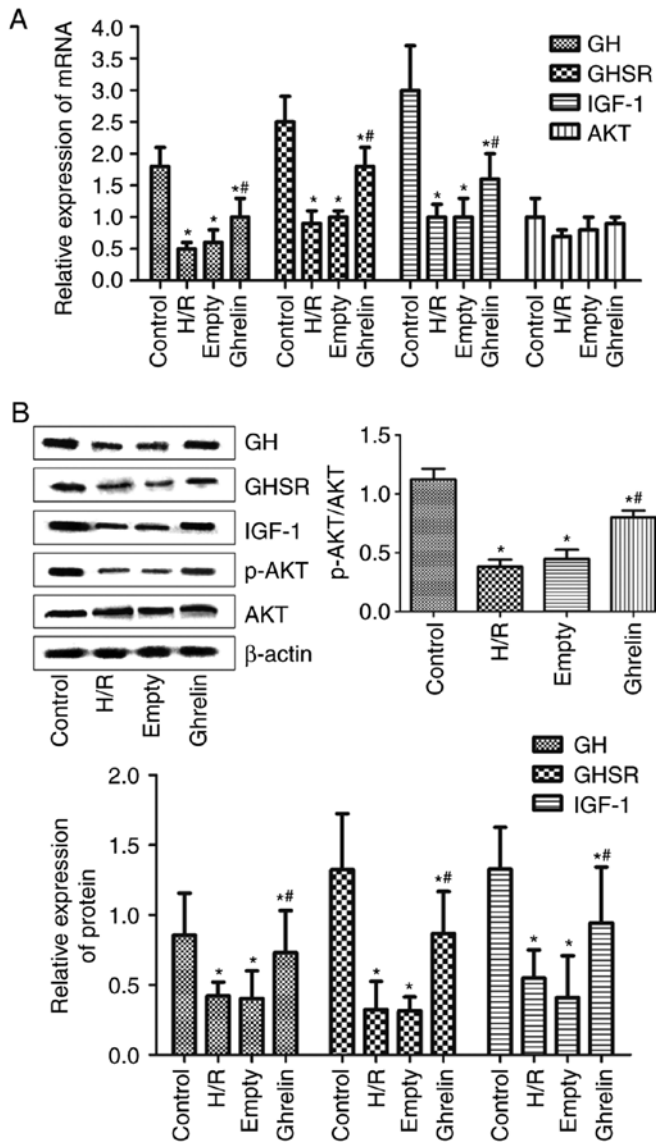 A
Relative expression of mRNA
4.0
3.5
3.0
2.5
2.0
1.5
1.0
0.5
0.0
GH
GHSR
IGF-1
AKT
*
*
*#
*
*
*#
*
*
*#
Control
H/R
Empty
Ghrelin
Control
H/R
Empty
Ghrelin
Control
H/R
Empty
Ghrelin
Control
H/R
Empty
Ghrelin
B
GH
GHSR
IGF-1
p-AKT
AKT
β-actin
Control
H/R
Empty
Ghrelin
p-AKT/AKT
1.5
1.0
0.5
0.0
*
*
*#
Control
H/R
Empty
Ghrelin
Relative expression
of protein
2.0
1.5
1.0
0.5
0.0
GH
GHSR
IGF-1
*
*
*#
*
*
*#
*
*
*#
Control
H/R
Empty
Ghrelin
Control
H/R
Empty
Ghrelin
Control
H/R
Empty
Ghrelin